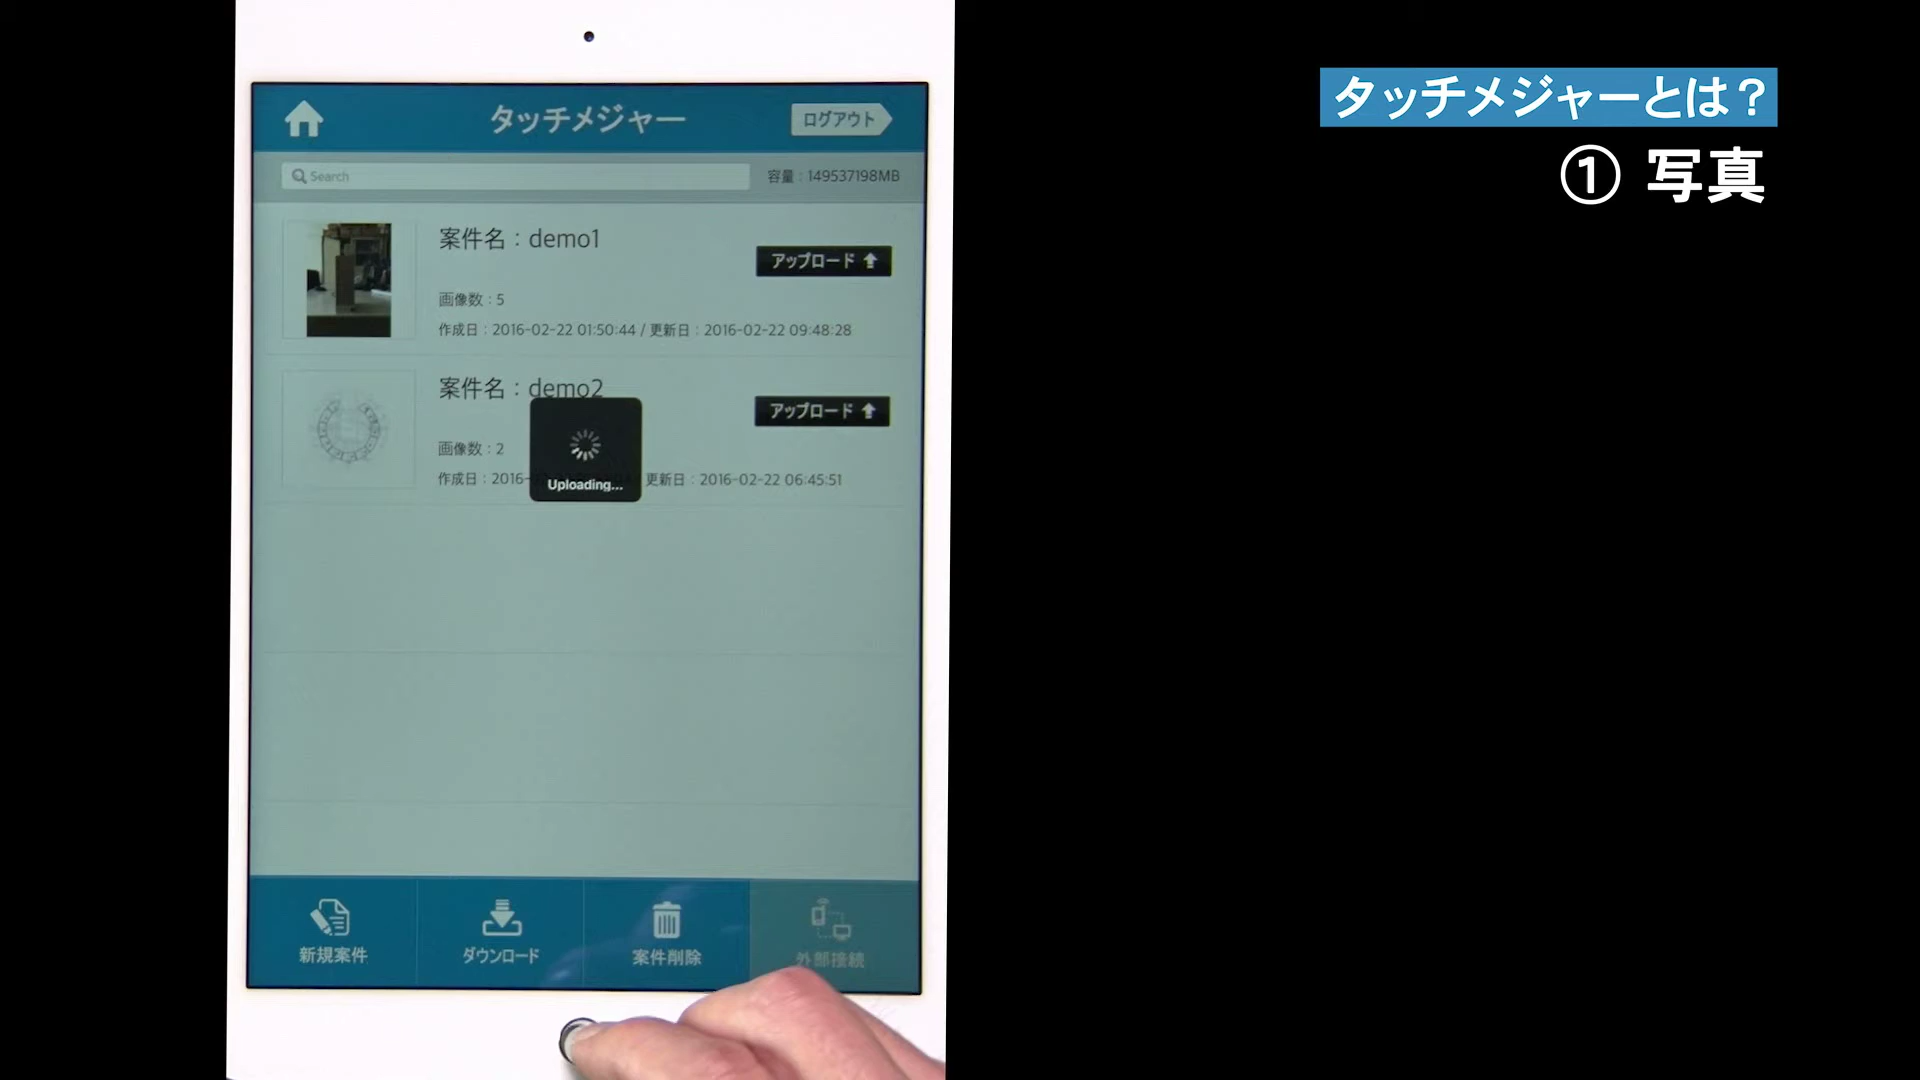 タッチメジャーとは？
① 写真
タッチメジャー
ログアウト
Search
容量：149537198MB
案件名：demo1
アップロード
画像数：5
作成日：2016-02-22 01:50:44 / 更新日：2016-02-22 09:48:28
案件名：demo2
アップロード
画像数：2
作成日：2016- 更新日：2016-02-22 06:45:51
Uploading...
新規案件
ダウンロード
案件削除
外部接続